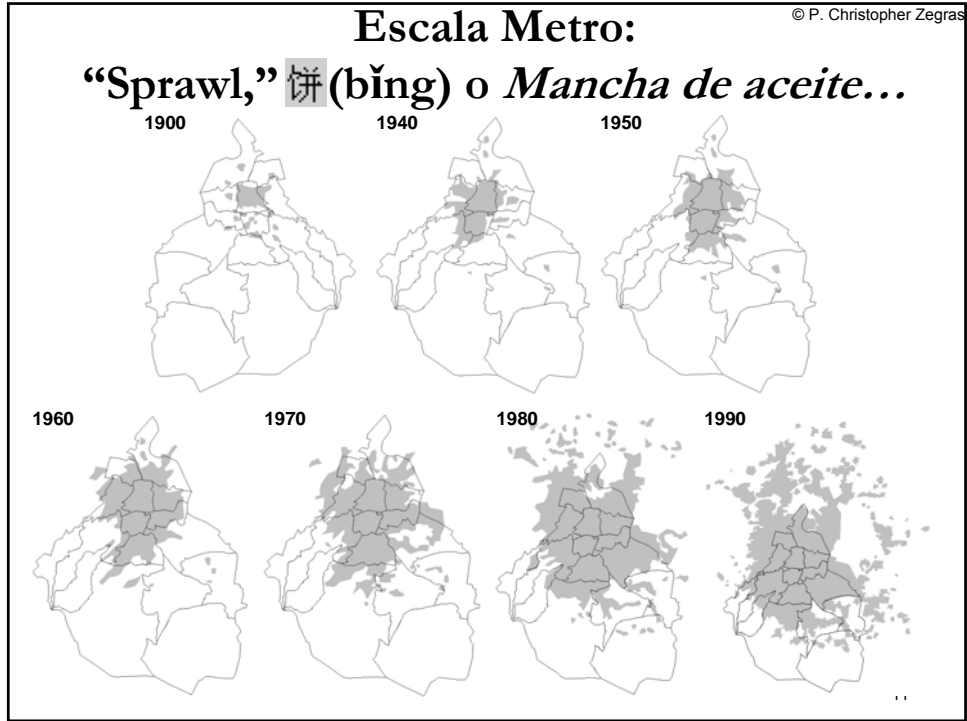 © P. Christopher Zegras
Escala Metro:
“Sprawl,” 饼 (bǐng) o Mancha de aceite…
1900
1940
1950
1960
1970
1980
1990